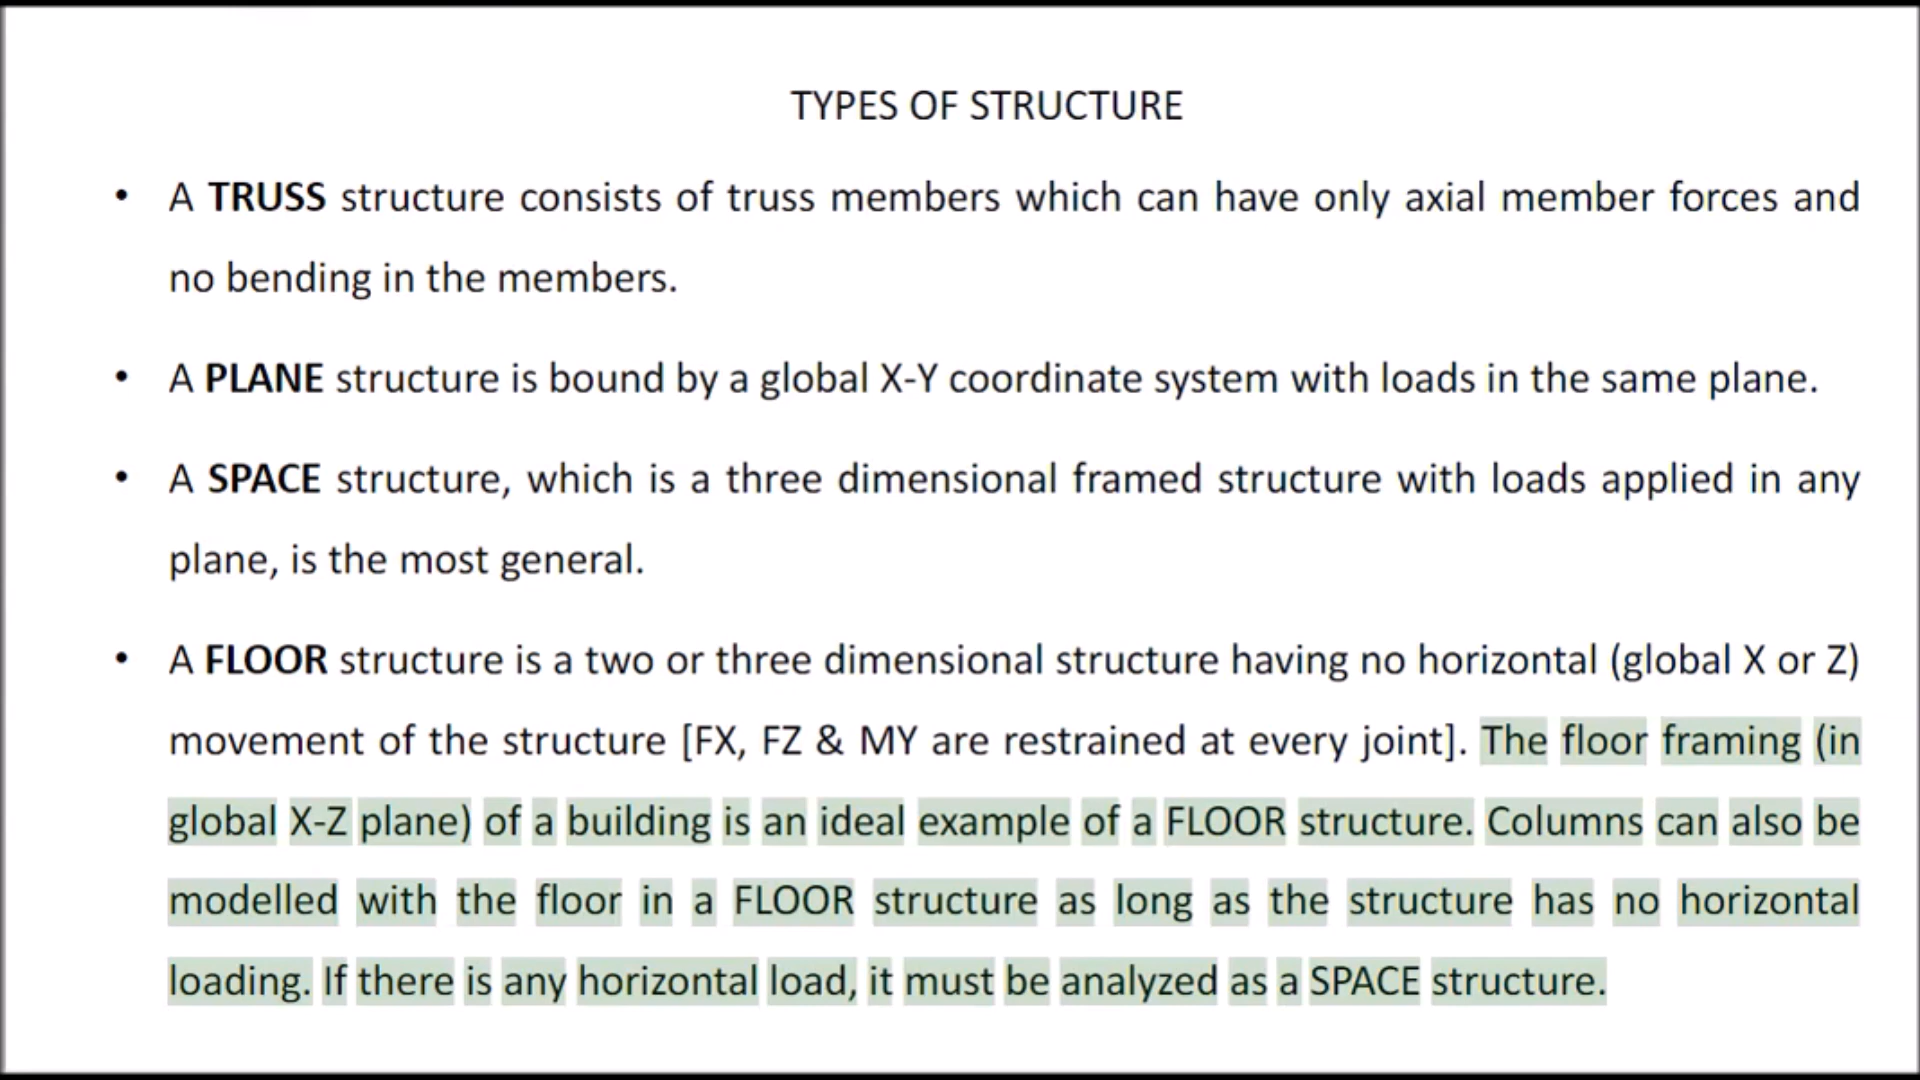 TYPES OF STRUCTURE
• A TRUSS structure consists of truss members which can have only axial member forces and
no bending in the members.
• A PLANE structure is bound by a global X-Y coordinate system with loads in the same plane.
• A SPACE structure, which is a three dimensional framed structure with loads applied in any
plane, is the most general.
• A FLOOR structure is a two or three dimensional structure having no horizontal (global X or Z)
movement of the structure [FX, FZ & MY are restrained at every joint]. The floor framing (in
global X-Z plane) of a building is an ideal example of a FLOOR structure. Columns can also be
modelled with the floor in a FLOOR structure as long as the structure has no horizontal
loading. If there is any horizontal load, it must be analyzed as a SPACE structure.